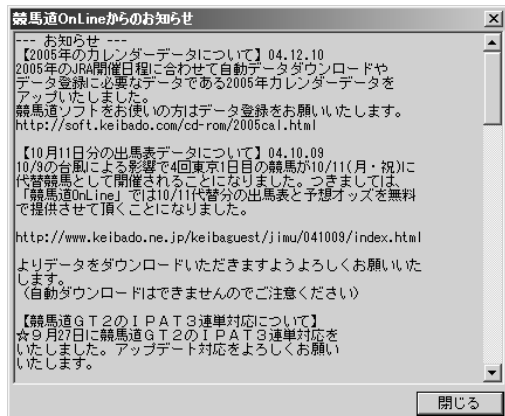 競馬道OnLineからのお知らせ
--- お知らせ ---
【2005年のカレンダーデータについて】04.12.10
2005年のJRA開催日程に合わせて自動データダウンロードや
データ登録に必要なデータである2005年カレンダーデータを
アップいたしました。
競馬道ソフトをお使いの方はデータ登録をお願いいたします。
http://soft.keibado.com/cd-rom/2005cal.html
【10月11日分の出馬表データについて】04.10.09
10/9の台風による影響で4回東京1日目の競馬が10/11(月・祝)に
代替競馬として開催されることになりました。つきましては、
「競馬道OnLine」では10/11代替分の出馬表と予想オッズを無料
で提供させて頂くことになりました。
http://www.keibado.ne.jp/keibaguest/jimu/041009/index.html
よりデータをダウンロードいただきますようよろしくお願いいた
します。
（自動ダウンロードはできませんのでご注意ください）
【競馬道ＧＴ２のＩＰＡＴ３連単対応について】
☆９月27日に競馬道ＧＴ２のＩＰＡＴ３連単対応を
いたしました。アップデート対応をよろしくお願い
いたします。
閉じる